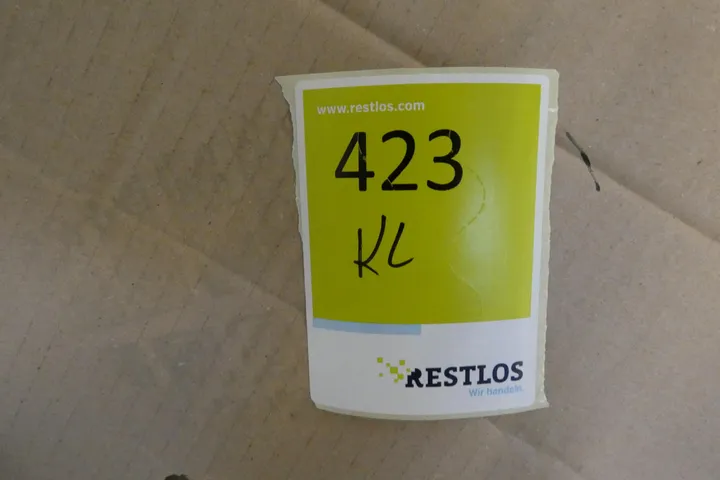 www.restlos.com
423
KL
RESTLOS
Wir handeln.